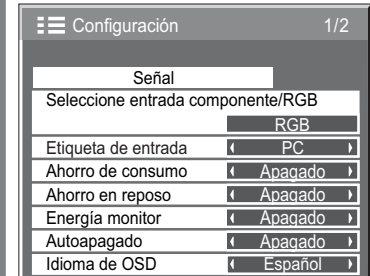 Configuración 1/2
Señal
Seleccione entrada componente/RGB
RGB
Etiqueta de entrada PC
Ahorro de consumo Apagado
Ahorro en reposo Apagado
Energía monitor Apagado
Autoapagado Apagado
Idioma de OSD Español